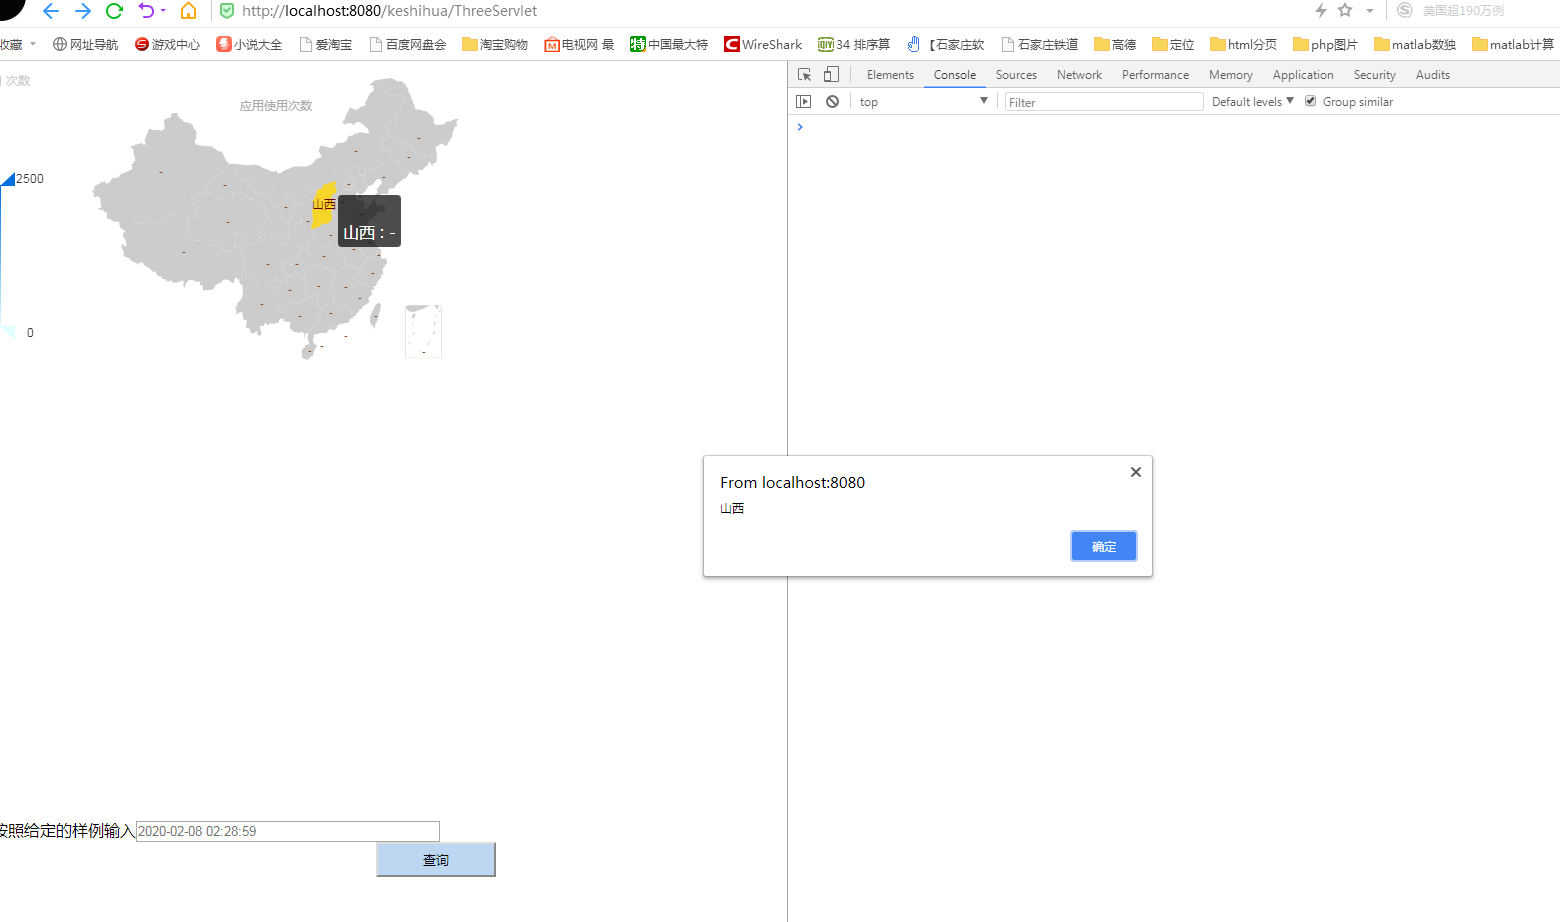 http://localhost:8080/keshihua/ThreeServlet
美国超190万例
收藏 网址导航 游戏中心 小说大全 爱淘宝 百度网盘会 淘宝购物 电视网 最 中国最大特 WireShark 34 排序算 【石家庄软 石家庄铁道 高德 定位 html分页 php图片 matlab数独 matlab计算
次数
Elements Console Sources Network Performance Memory Application Security Audits
top Filter Default levels Group similar
应用使用次数
2500
山西
山西 : -
0
From localhost:8080
山西
确定
按照给定的样例输入 2020-02-08 02:28:59
查询